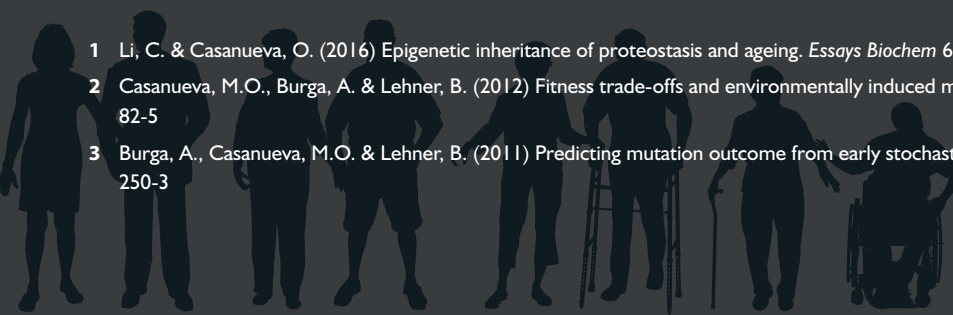 1 Li, C. & Casanueva, O. (2016) Epigenetic inheritance of proteostasis and ageing. Essays Biochem 6
2 Casanueva, M.O., Burga, A. & Lehner, B. (2012) Fitness trade-offs and environmentally induced
82-5
3 Burga, A., Casanueva, M.O. & Lehner, B. (2011) Predicting mutation outcome from early
250-3